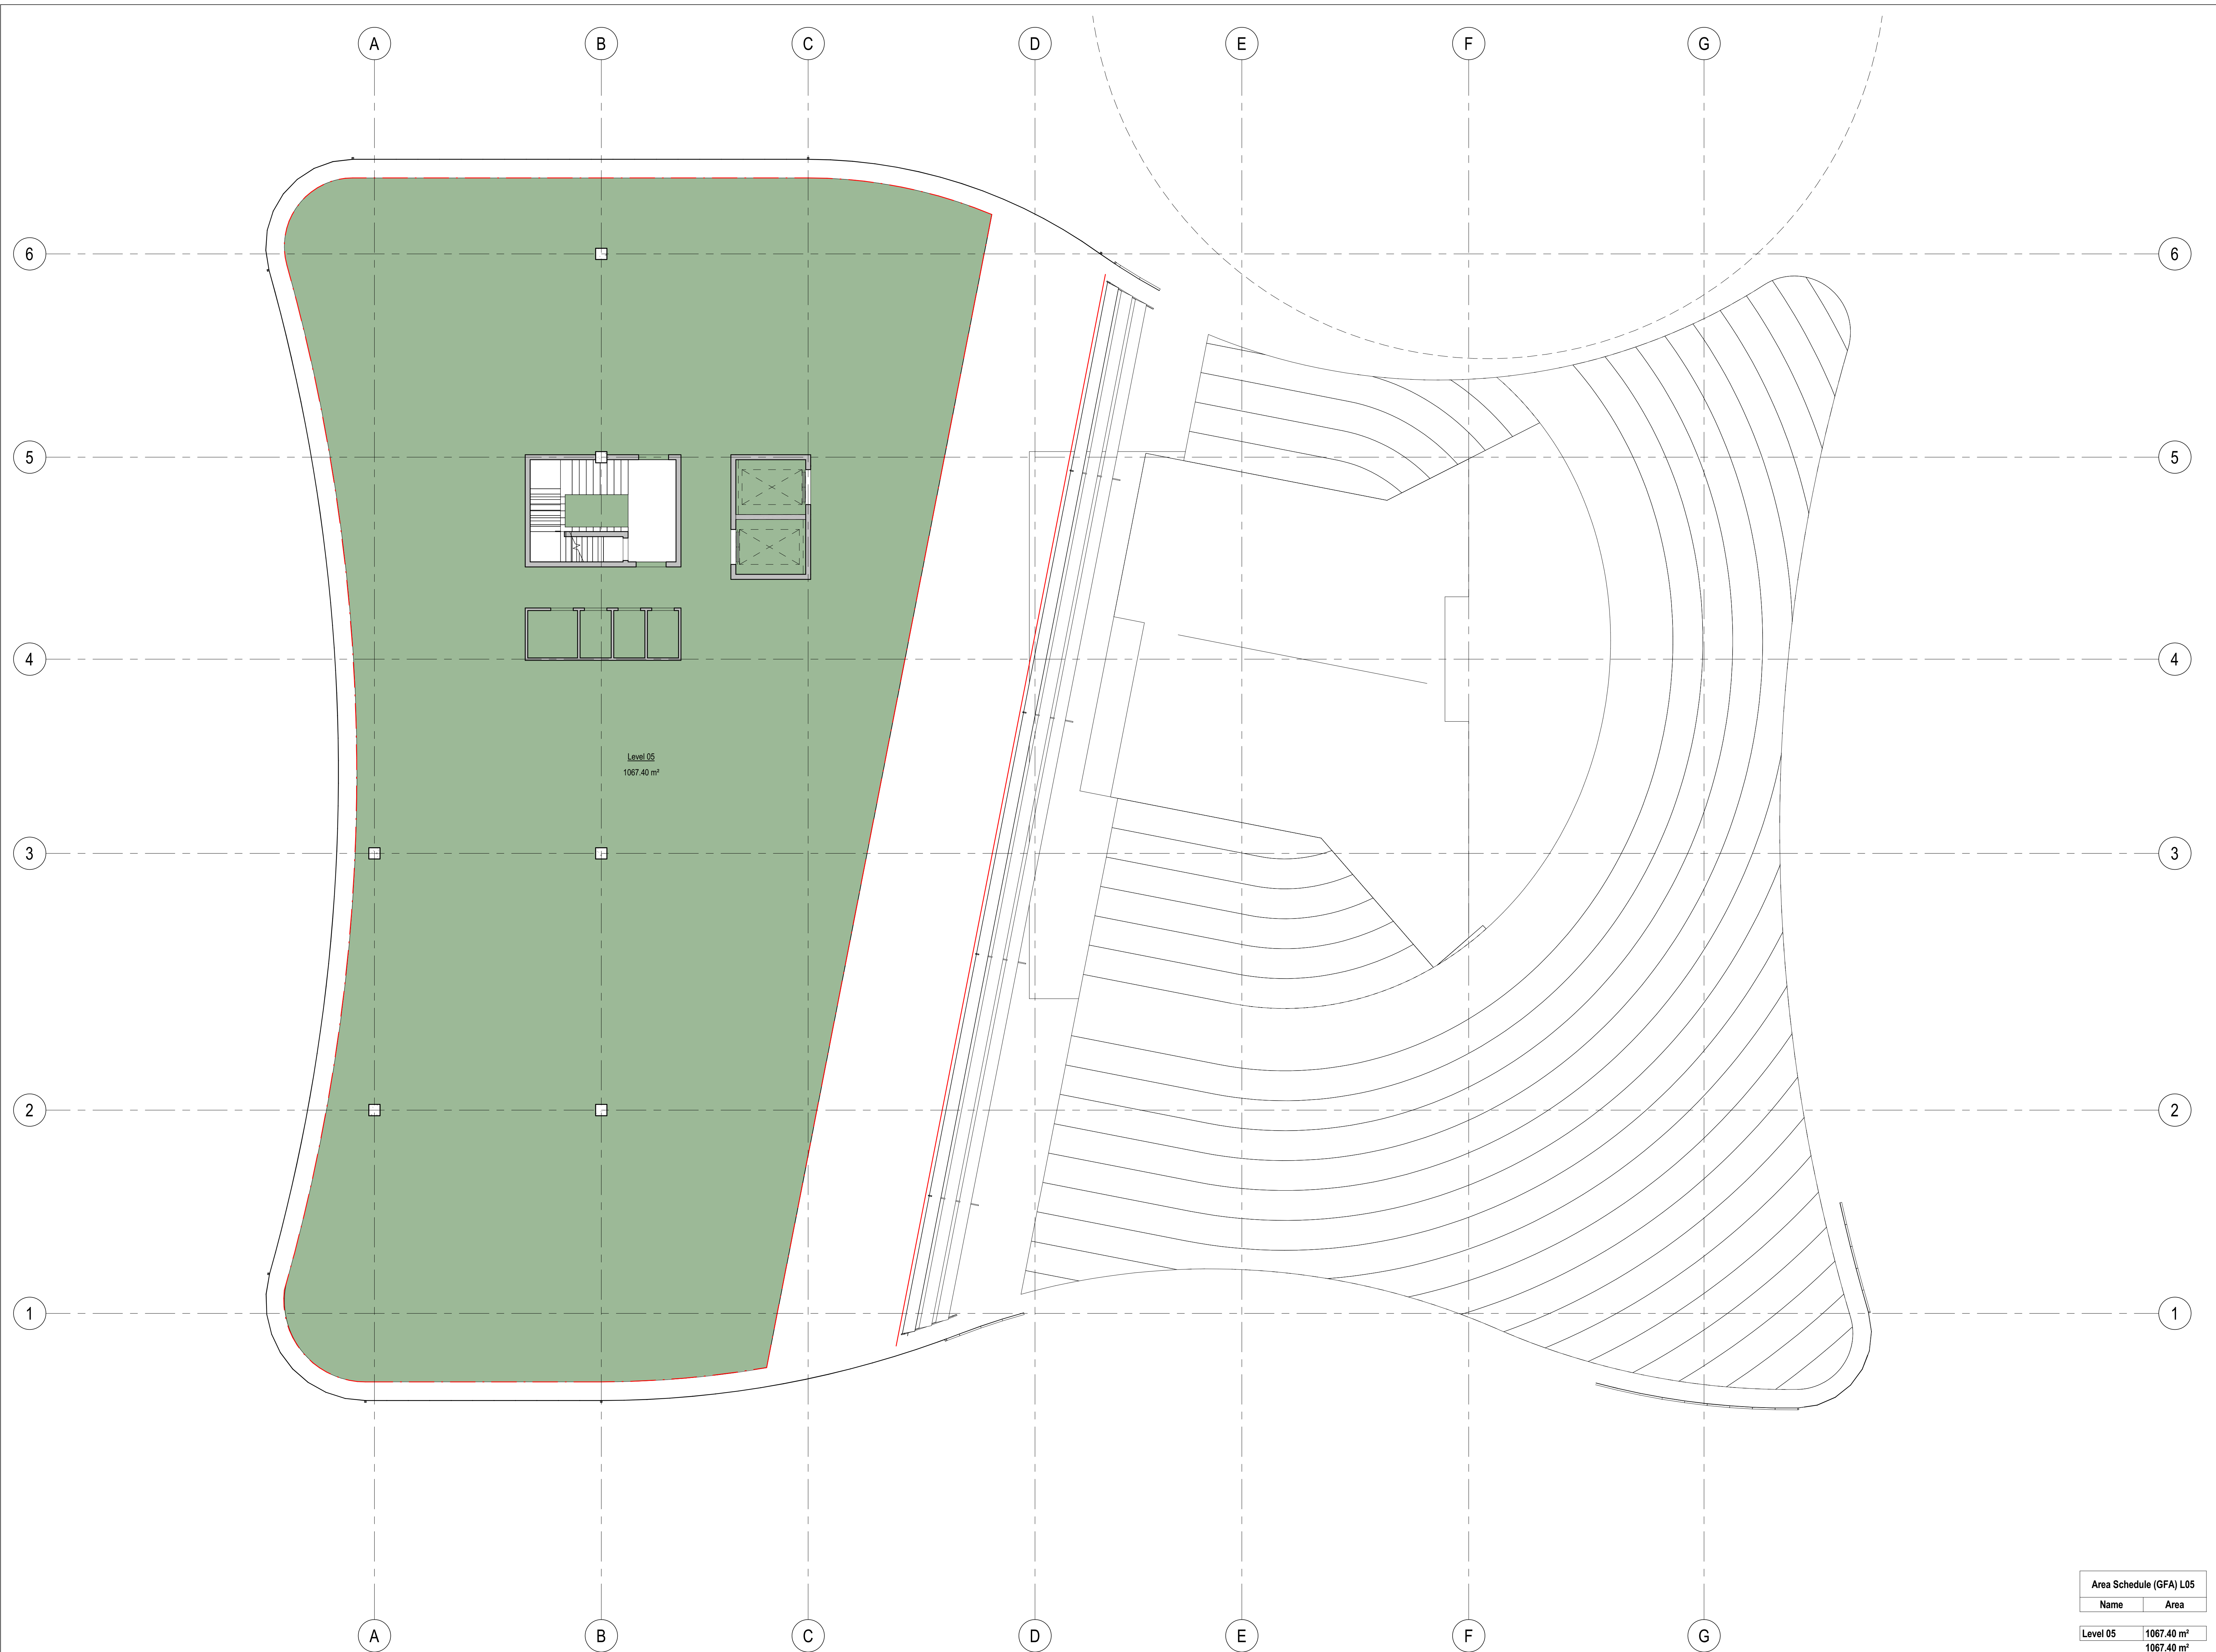 A B C D E F G
6 6
5 5
4 4
Level 05
1067.40 m²
3 3
2 2
1 1
Area Schedule (GFA) L05
Name Area
Level 05 1067.40 m²
1067.40 m²
A B C D E F G